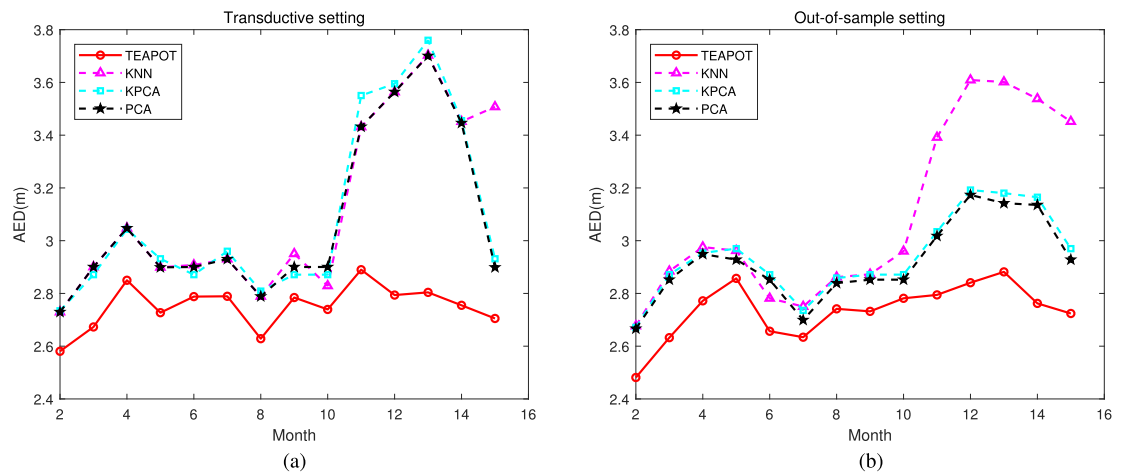 Transductive setting
TEAPOT
KNN
KPCA
PCA
3.8
3.6
3.4
3.2
3
2.8
2.6
2.4
AED(m)
2 4 6 8 10 12 14 16
Month
(a)
Out-of-sample setting
TEAPOT
KNN
KPCA
PCA
3.8
3.6
3.4
3.2
3
2.8
2.6
2.4
AED(m)
2 4 6 8 10 12 14 16
Month
(b)